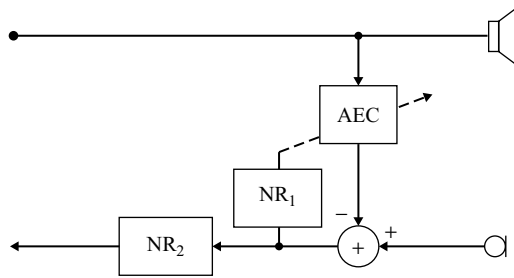 AEC
NR₁
− +
NR₂ +